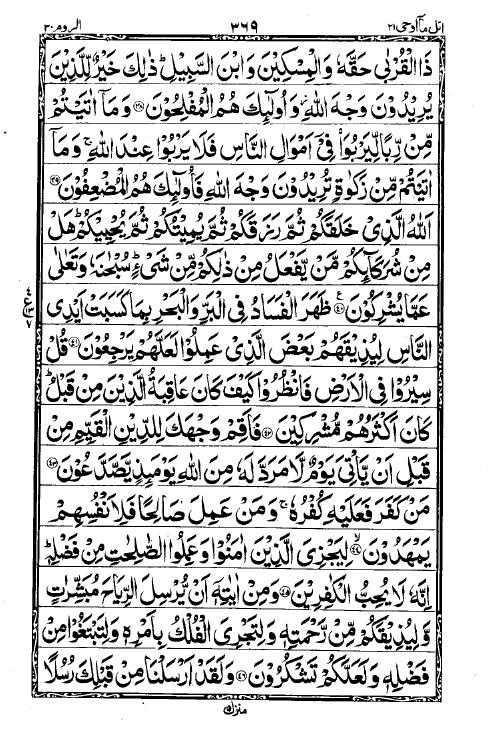 اتل مآ اوحی ۲۱ ۳۶۹ الروم ۳۰
ذَا الْقُرْبٰى حَقَّهٗ وَالْمِسْكِيْنَ وَابْنَ السَّبِيْلِ ؕ ذٰلِكَ خَيْرٌ لِّلَّذِيْنَ
يُرِيْدُوْنَ وَجْهَ اللّٰهِ ؗ وَاُولٰٓئِكَ هُمُ الْمُفْلِحُوْنَ ﴿۳۸﴾ وَمَاۤ اٰتَيْتُمْ
مِّنْ رِّبًا لِّيَرْبُوَا۠ فِيْۤ اَمْوَالِ النَّاسِ فَلَا يَرْبُوْا عِنْدَ اللّٰهِ ۚ وَمَاۤ
اٰتَيْتُمْ مِّنْ زَكٰوةٍ تُرِيْدُوْنَ وَجْهَ اللّٰهِ فَاُولٰٓئِكَ هُمُ الْمُضْعِفُوْنَ ﴿۳۹﴾
اَللّٰهُ الَّذِيْ خَلَقَكُمْ ثُمَّ رَزَقَكُمْ ثُمَّ يُمِيْتُكُمْ ثُمَّ يُحْيِيْكُمْ ؕ هَلْ
مِنْ شُرَكَآئِكُمْ مَّنْ يَّفْعَلُ مِنْ ذٰلِكُمْ مِّنْ شَيْءٍ ؕ سُبْحٰنَهٗ وَتَعٰلٰى
عَمَّا يُشْرِكُوْنَ ﴿۴۰﴾ ظَهَرَ الْفَسَادُ فِي الْبَرِّ وَالْبَحْرِ بِمَا كَسَبَتْ اَيْدِي
النَّاسِ لِيُذِيْقَهُمْ بَعْضَ الَّذِيْ عَمِلُوْا لَعَلَّهُمْ يَرْجِعُوْنَ ﴿۴۱﴾ قُلْ
سِيْرُوْا فِي الْاَرْضِ فَانْظُرُوْا كَيْفَ كَانَ عَاقِبَةُ الَّذِيْنَ مِنْ قَبْلُ ؕ
كَانَ اَكْثَرُهُمْ مُّشْرِكِيْنَ ﴿۴۲﴾ فَاَقِمْ وَجْهَكَ لِلدِّيْنِ الْقَيِّمِ مِنْ
قَبْلِ اَنْ يَّاْتِيَ يَوْمٌ لَّا مَرَدَّ لَهٗ مِنَ اللّٰهِ يَوْمَئِذٍ يَّصَّدَّعُوْنَ ﴿۴۳﴾
مَنْ كَفَرَ فَعَلَيْهِ كُفْرُهٗ ۚ وَمَنْ عَمِلَ صَالِحًا فَلِاَنْفُسِهِمْ
يَمْهَدُوْنَ ﴿۴۴﴾ لِيَجْزِيَ الَّذِيْنَ اٰمَنُوْا وَعَمِلُوا الصّٰلِحٰتِ مِنْ فَضْلِهٖ ؕ
اِنَّهٗ لَا يُحِبُّ الْكٰفِرِيْنَ ﴿۴۵﴾ وَمِنْ اٰيٰتِهٖۤ اَنْ يُّرْسِلَ الرِّيَاحَ مُبَشِّرٰتٍ
وَّلِيُذِيْقَكُمْ مِّنْ رَّحْمَتِهٖ وَلِتَجْرِيَ الْفُلْكُ بِاَمْرِهٖ وَلِتَبْتَغُوْا مِنْ
فَضْلِهٖ وَلَعَلَّكُمْ تَشْكُرُوْنَ ﴿۴۶﴾ وَلَقَدْ اَرْسَلْنَا مِنْ قَبْلِكَ رُسُلًا